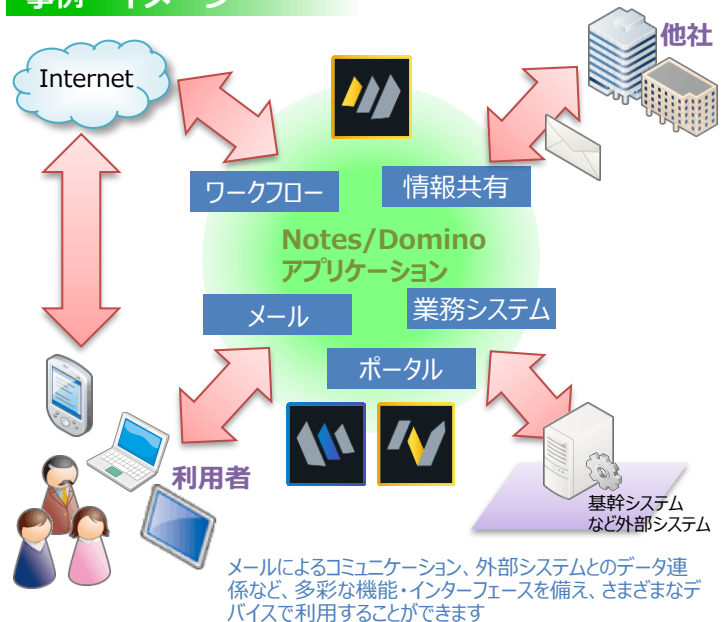 Internet
他社
ワークフロー
情報共有
Notes/Domino
アプリケーション
メール
業務システム
ポータル
利用者
基幹システム
など外部システム
メールによるコミュニケーション、外部システムとのデータ連
係など、多彩な機能・インターフェースを備え、さまざまなデ
バイスで利用することができます